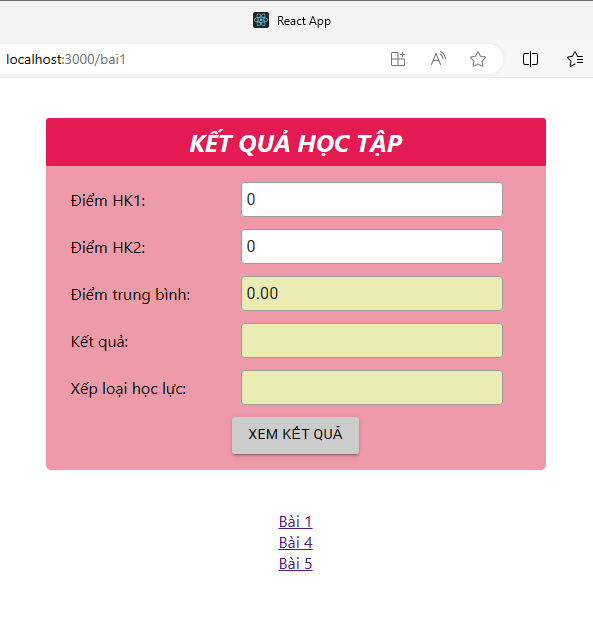 React App
localhost:3000/bai1
KẾT QUẢ HỌC TẬP
Điểm HK1: 0
Điểm HK2: 0
Điểm trung bình: 0.00
Kết quả:
Xếp loại học lực:
XEM KẾT QUẢ
Bài 1
Bài 4
Bài 5